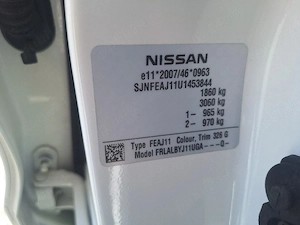 NISSAN
e11*2007/46*0963
SJNFEAJ11U1453844
1860 kg
3060 kg
1- 965 kg
2- 970 kg
Type FEAJ11 Colour, Trim 326 G
Model FRLALBYJ11UGA----Q-